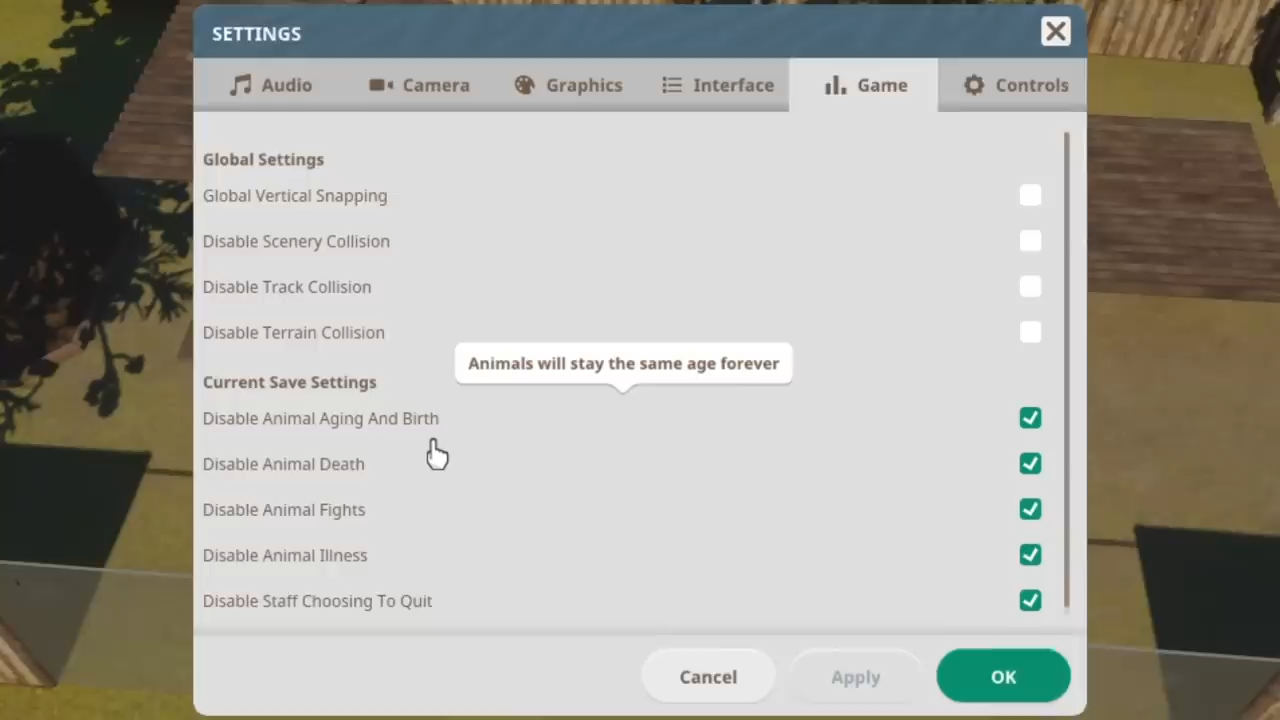 SETTINGS
Audio
Camera
Graphics
Interface
Game
Controls
Global Settings
Global Vertical Snapping
Disable Scenery Collision
Disable Track Collision
Disable Terrain Collision
Animals will stay the same age forever
Current Save Settings
Disable Animal Aging And Birth
Disable Animal Death
Disable Animal Fights
Disable Animal Illness
Disable Staff Choosing To Quit
Cancel
Apply
OK